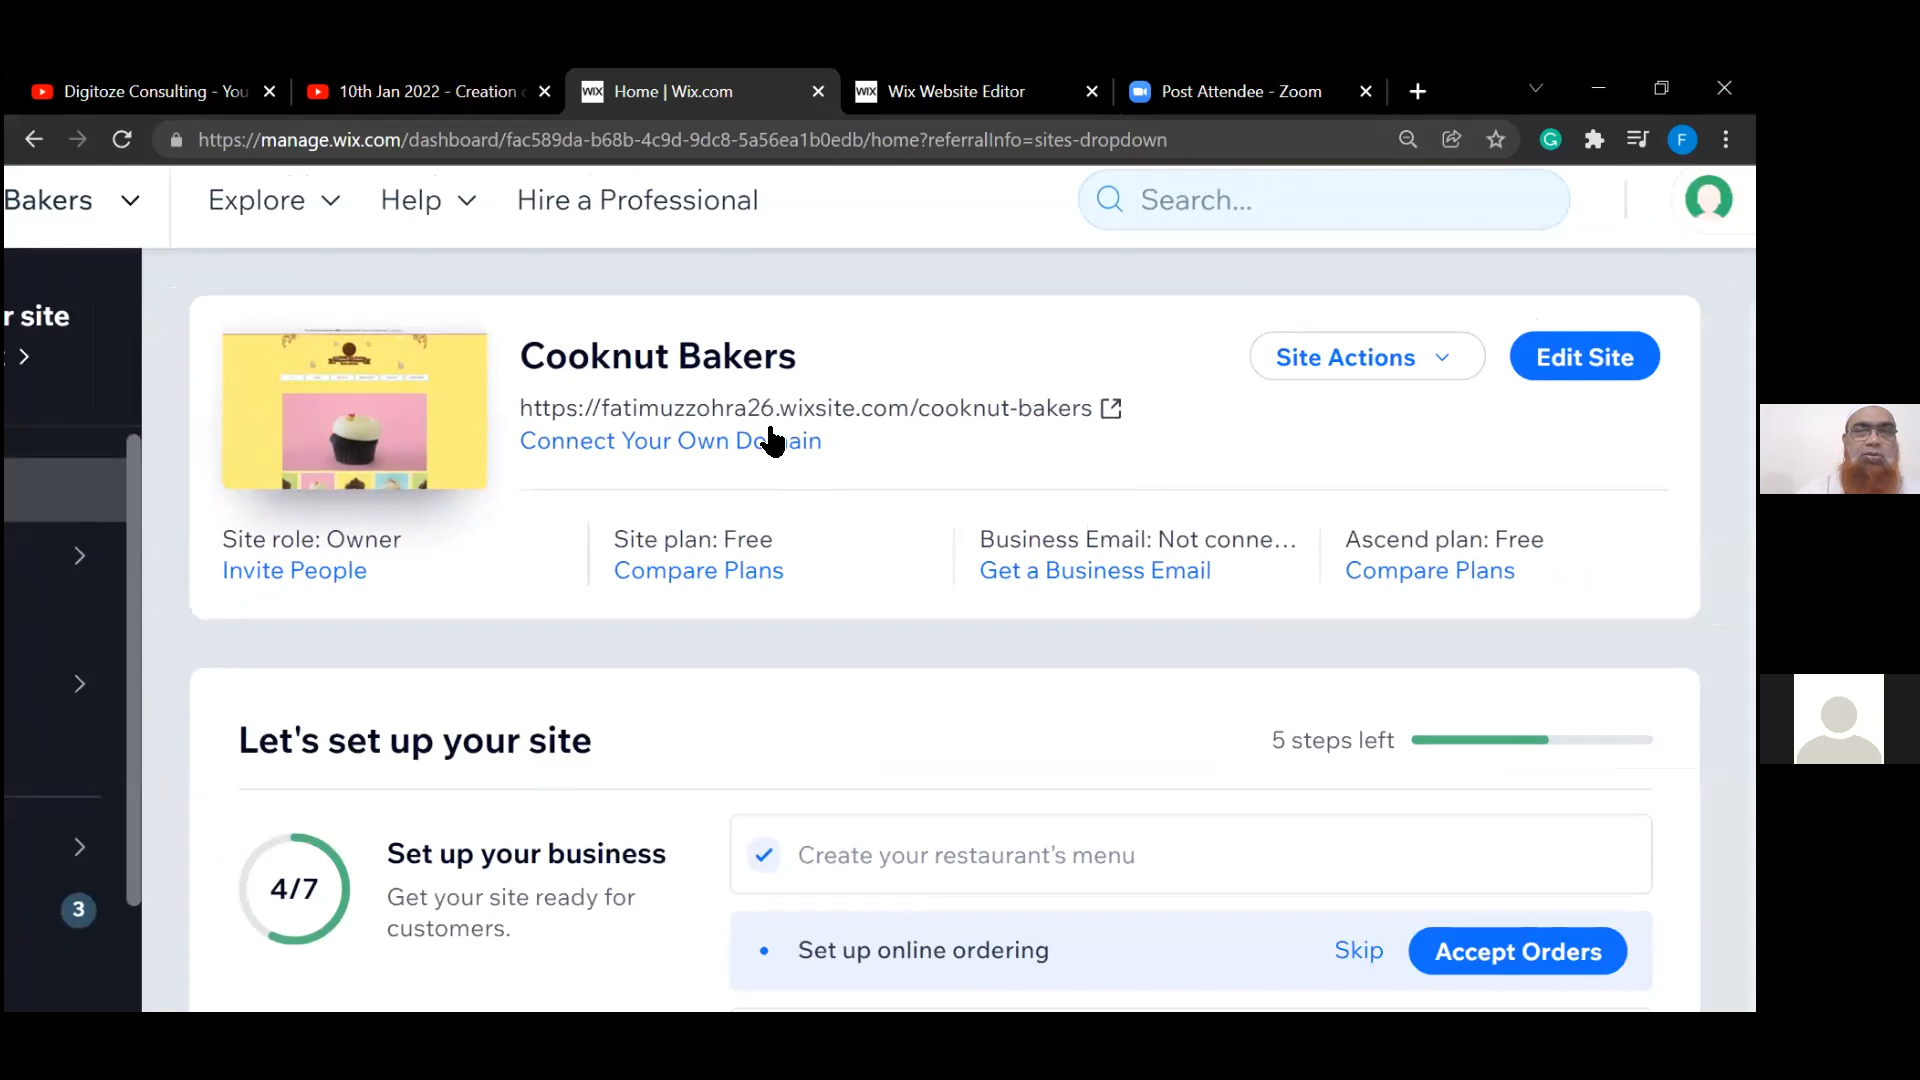 Digitoze Consulting - You
10th Jan 2022 - Creation o
WIX Home | Wix.com
WIX Wix Website Editor
Post Attendee - Zoom
https://manage.wix.com/dashboard/fac589da-b68b-4c9d-9dc8-5a56ea1b0edb/home?referralInfo=sites-dropdown
G
F
Bakers
Explore
Help
Hire a Professional
Search...
r site
Cooknut Bakers
Site Actions
Edit Site
https://fatimuzzohra26.wixsite.com/cooknut-bakers
Connect Your Own Domain
Site role: Owner
Invite People
Site plan: Free
Compare Plans
Business Email: Not conne...
Get a Business Email
Ascend plan: Free
Compare Plans
Let's set up your site
5 steps left
4/7
Set up your business
Get your site ready for
customers.
Create your restaurant's menu
Set up online ordering
Skip
Accept Orders
3